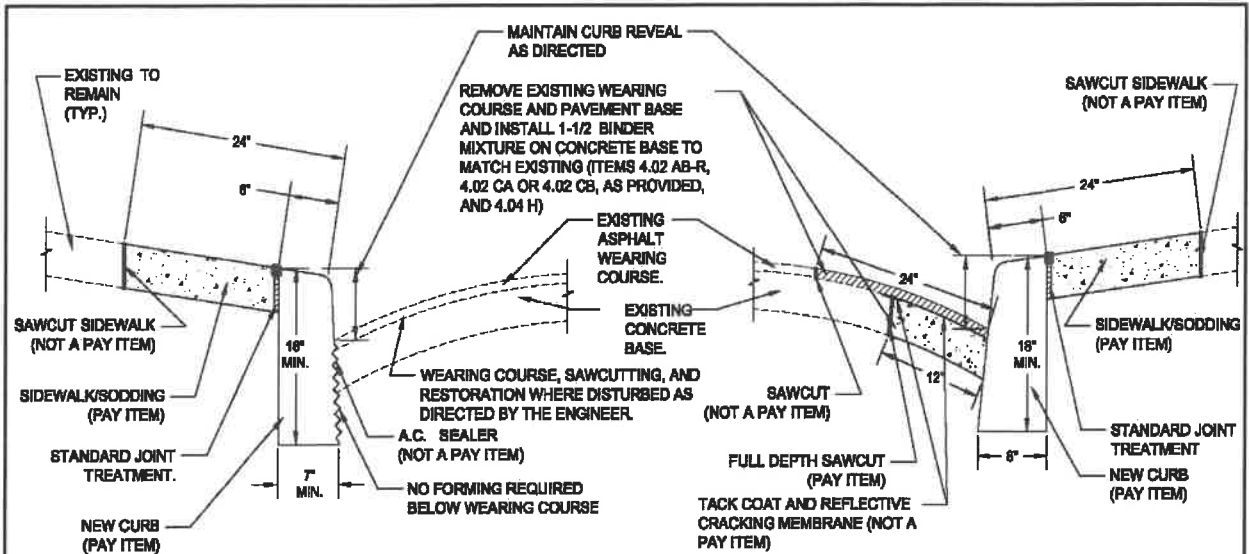 MAINTAIN CURB REVEAL
AS DIRECTED
EXISTING TO
REMAIN
(TYP.)
24"
6"
REMOVE EXISTING WEARING
COURSE AND PAVEMENT BASE
AND INSTALL 1-1/2 BINDER
MIXTURE ON CONCRETE BASE TO
MATCH EXISTING (ITEMS 4.02 AB-R,
4.02 CA OR 4.02 CB, AS PROVIDED,
AND 4.04 H)
SAWCUT SIDEWALK
(NOT A PAY ITEM)
24"
6"
EXISTING
ASPHALT
WEARING
COURSE.
EXISTING
CONCRETE
BASE.
24"
12"
SAWCUT SIDEWALK
(NOT A PAY ITEM)
SIDEWALK/SODDING
(PAY ITEM)
STANDARD JOINT
TREATMENT.
NEW CURB
(PAY ITEM)
18"
MIN.
7"
MIN.
WEARING COURSE, SAWCUTTING, AND
RESTORATION WHERE DISTURBED AS
DIRECTED BY THE ENGINEER.
A.C. SEALER
(NOT A PAY ITEM)
NO FORMING REQUIRED
BELOW WEARING COURSE
SAWCUT
(NOT A PAY ITEM)
FULL DEPTH SAWCUT
(PAY ITEM)
TACK COAT AND REFLECTIVE
CRACKING MEMBRANE (NOT A
PAY ITEM)
18"
MIN.
8"
SIDEWALK/SODDING
(PAY ITEM)
STANDARD JOINT
TREATMENT
NEW CURB
(PAY ITEM)